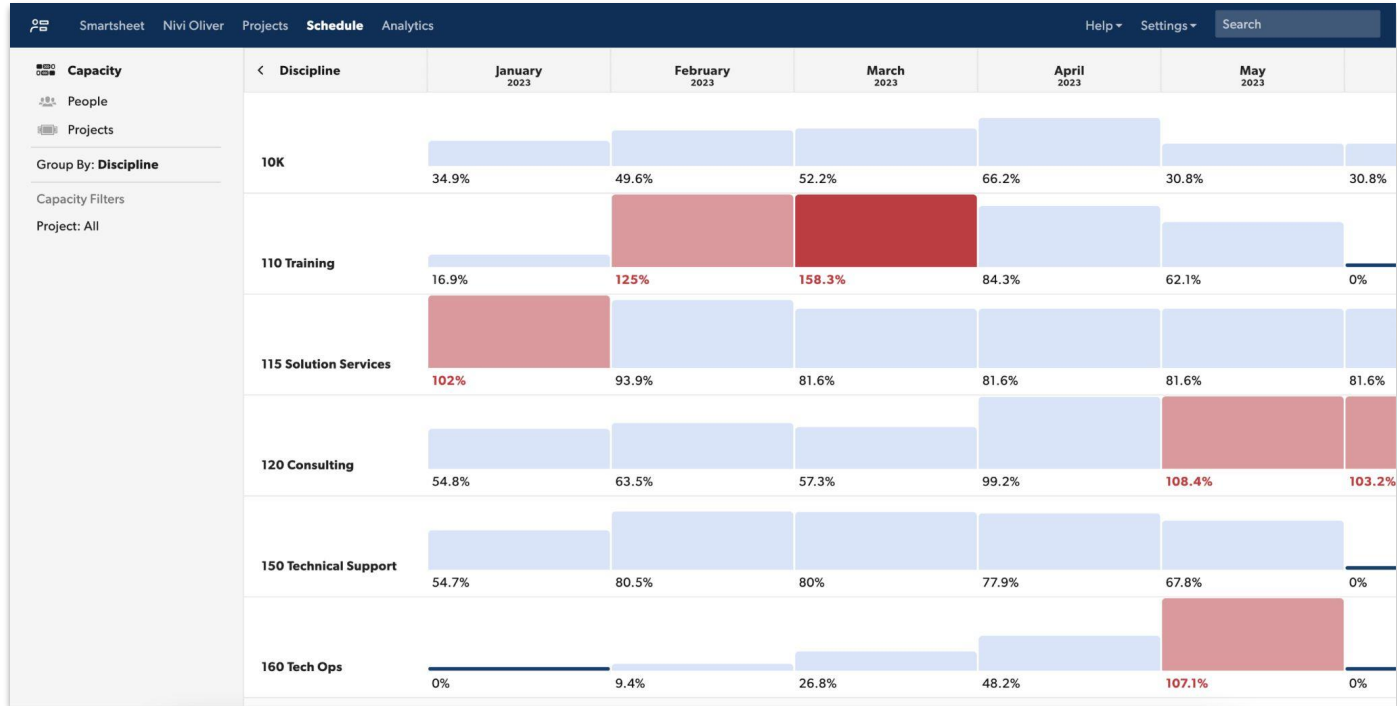 Smartsheet Nivi Oliver Projects Schedule Analytics Help Settings Search
Capacity
People
Projects
Group By: Discipline
Capacity Filters
Project: All
Discipline January February March April May
2023 2023 2023 2023 2023
10K
34.9% 49.6% 52.2% 66.2% 30.8% 30.8%
110 Training
16.9% 125% 158.3% 84.3% 62.1% 0%
115 Solution Services
102% 93.9% 81.6% 81.6% 81.6% 81.6%
120 Consulting
54.8% 63.5% 57.3% 99.2% 108.4% 103.2%
150 Technical Support
54.7% 80.5% 80% 77.9% 67.8% 0%
160 Tech Ops
0% 9.4% 26.8% 48.2% 107.1% 0%